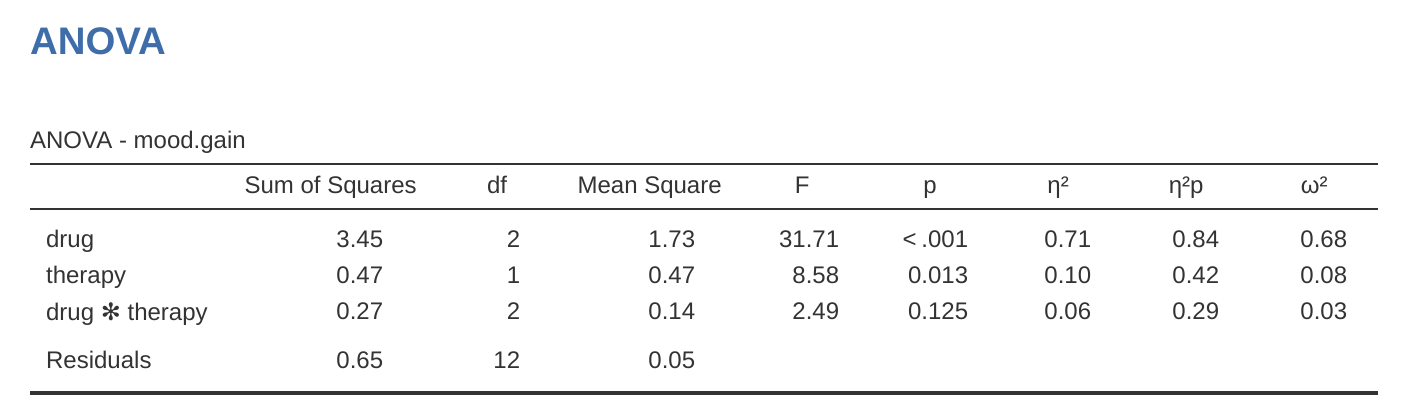 ANOVA
ANOVA - mood.gain
Sum of Squares df Mean Square F p η² η²p ω²
drug 3.45 2 1.73 31.71 < .001 0.71 0.84 0.68
therapy 0.47 1 0.47 8.58 0.013 0.10 0.42 0.08
drug ✻ therapy 0.27 2 0.14 2.49 0.125 0.06 0.29 0.03
Residuals 0.65 12 0.05